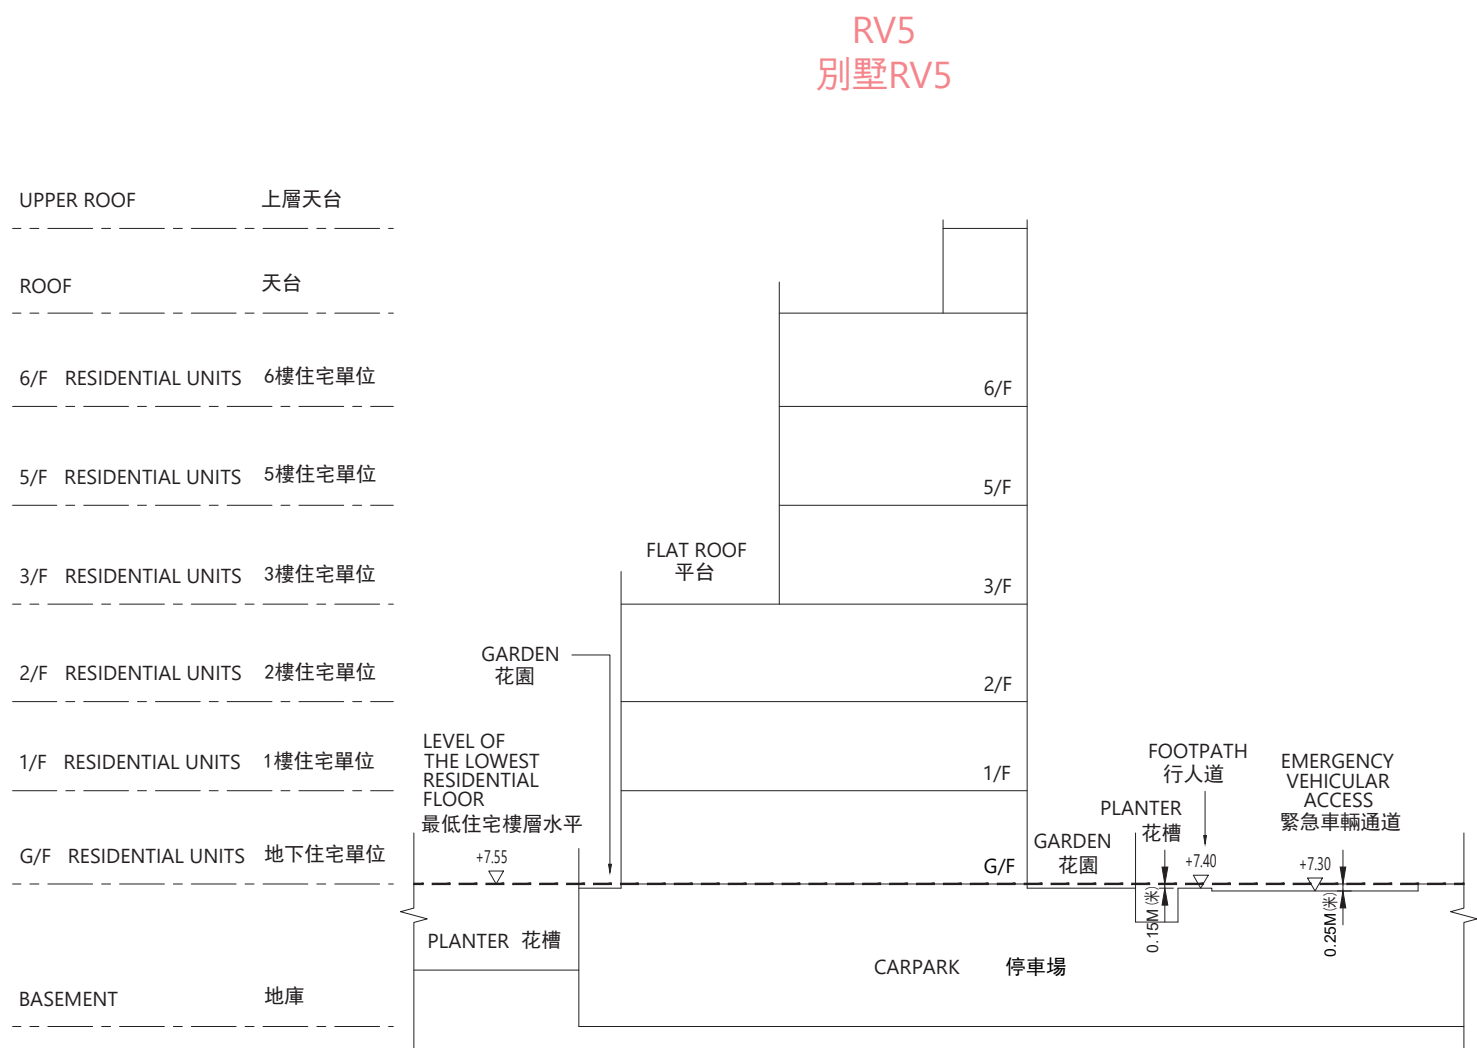 RV5
別墅RV5
UPPER ROOF 上層天台
ROOF 天台
6/F RESIDENTIAL UNITS 6樓住宅單位
6/F
5/F RESIDENTIAL UNITS 5樓住宅單位
5/F
FLAT ROOF
平台
3/F RESIDENTIAL UNITS 3樓住宅單位
3/F
GARDEN
花園
2/F RESIDENTIAL UNITS 2樓住宅單位
2/F
LEVEL OF
THE LOWEST
RESIDENTIAL
FLOOR
最低住宅樓層水平
+7.55
1/F RESIDENTIAL UNITS 1樓住宅單位
1/F
FOOTPATH
行人道
+7.40
EMERGENCY
VEHICULAR
ACCESS
緊急車輛通道
+7.30
PLANTER
花槽
GARDEN
花園
G/F RESIDENTIAL UNITS 地下住宅單位
G/F
0.15M (米)
0.25M (米)
PLANTER 花槽
CARPARK 停車場
BASEMENT 地庫